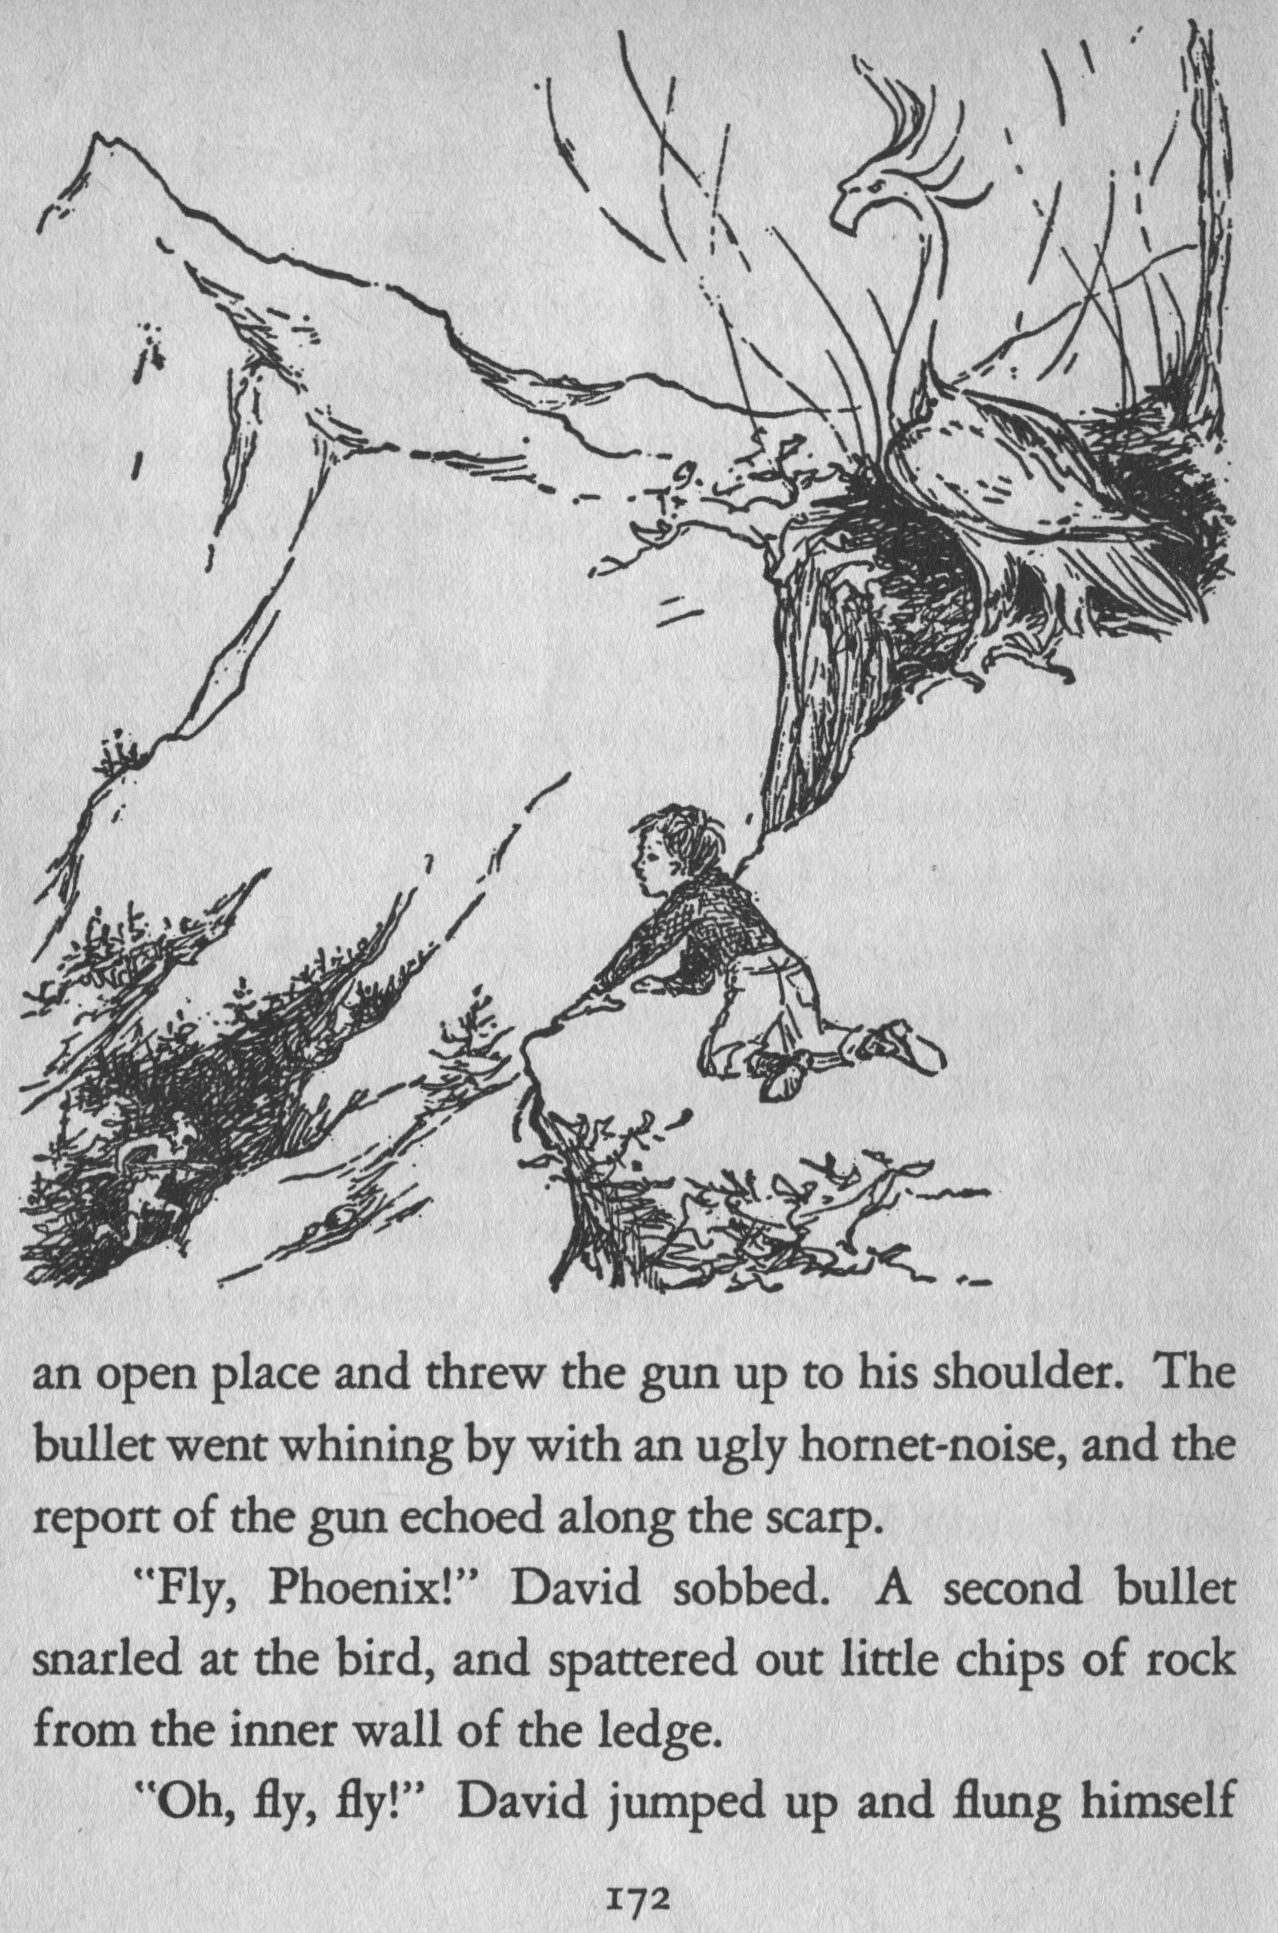 an open place and threw the gun up to his shoulder. The
bullet went whining by with an ugly hornet-noise, and the
report of the gun echoed along the scarp.
"Fly, Phoenix!" David sobbed. A second bullet
snarled at the bird, and spattered out little chips of rock
from the inner wall of the ledge.
"Oh, fly, fly!" David jumped up and flung himself
172